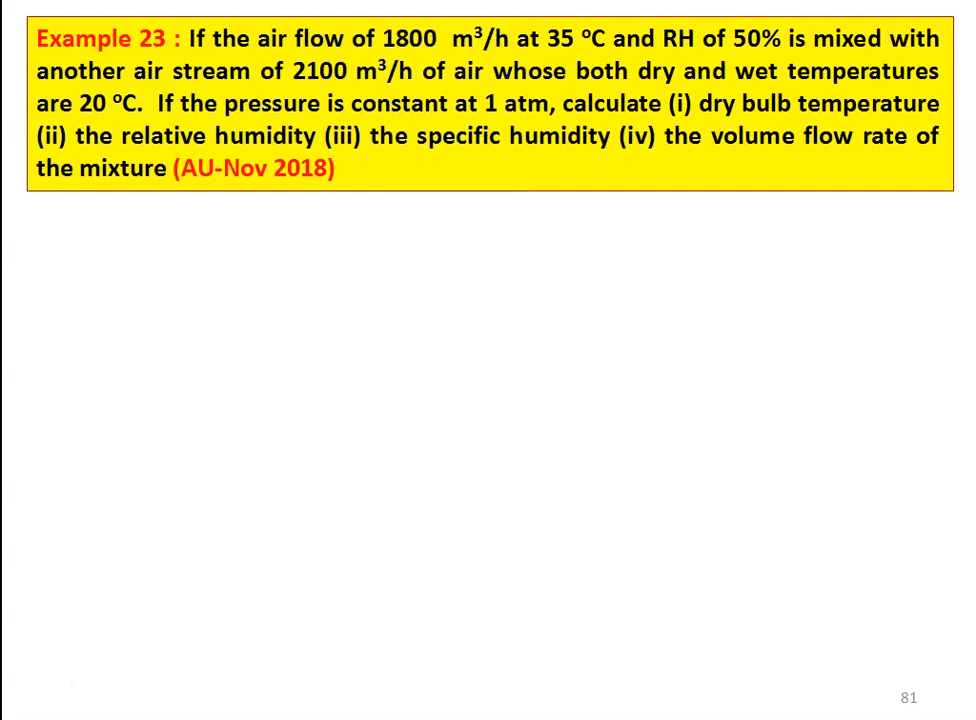 Example 23 : If the air flow of 1800 m³/h at 35 ºC and RH of 50% is mixed with
another air stream of 2100 m³/h of air whose both dry and wet temperatures
are 20 ºC. If the pressure is constant at 1 atm, calculate (i) dry bulb temperature
(ii) the relative humidity (iii) the specific humidity (iv) the volume flow rate of
the mixture (AU-Nov 2018)
81